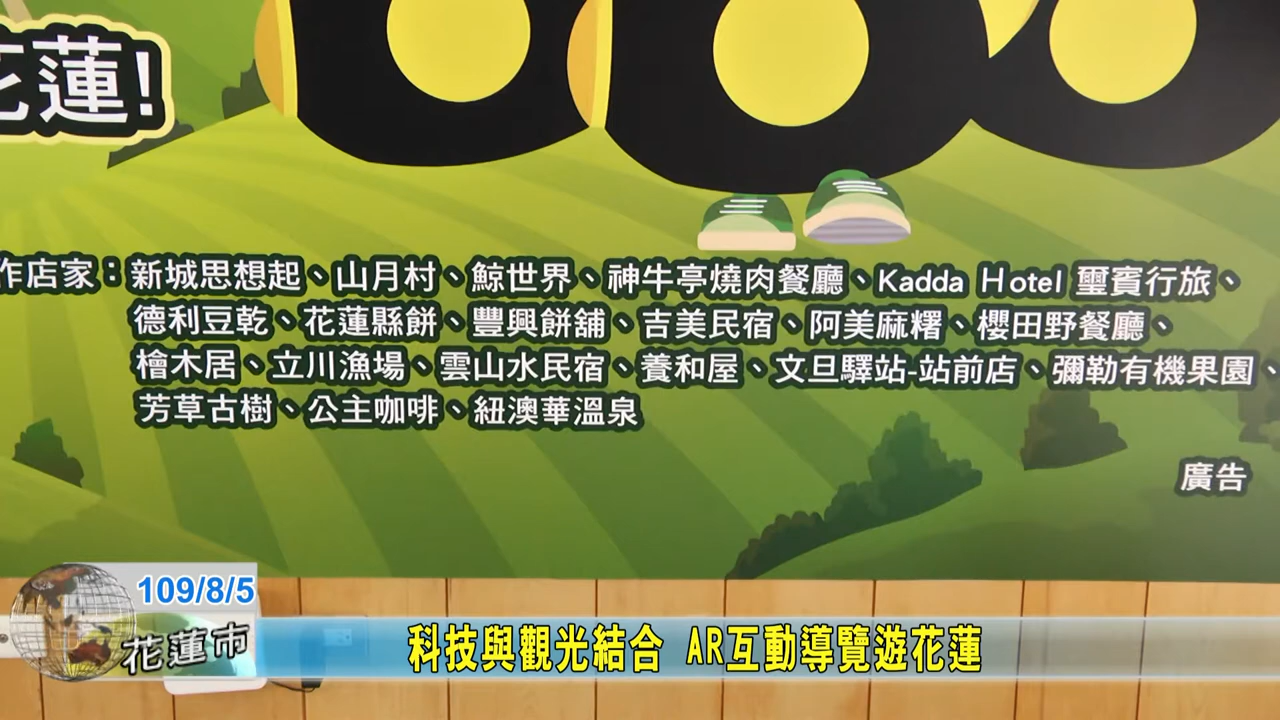 花蓮!
作店家：新城思想起、山月村、鯨世界、神牛亭燒肉餐廳、Kadda Hotel 璽賓行旅、
德利豆乾、花蓮縣餅、豐興餅舖、吉美民宿、阿美麻糬、櫻田野餐廳、
檜木居、立川漁場、雲山水民宿、養和屋、文旦驛站-站前店、彌勒有機果園、
芳草古樹、公主咖啡、紐澳華溫泉
廣告
109/8/5
花蓮市
科技與觀光結合 AR互動導覽遊花蓮